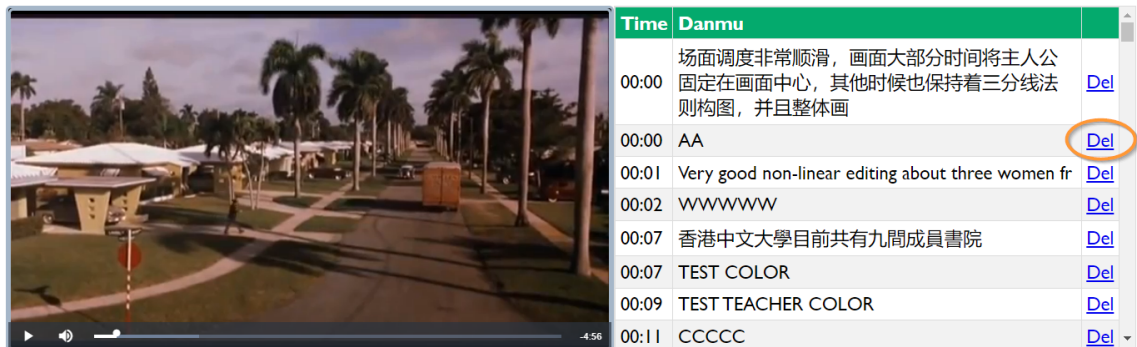 Time Danmu
00:00 场面调度非常顺滑，画面大部分时间将主人公
固定在画面中心，其他时候也保持着三分线法
则构图，并且整体画 Del
00:00 AA Del
00:01 Very good non-linear editing about three women fr Del
00:02 WWWWW Del
00:07 香港中文大學目前共有九間成員書院 Del
00:07 TEST COLOR Del
00:09 TEST TEACHER COLOR Del
00:11 CCCCC Del
-4:56